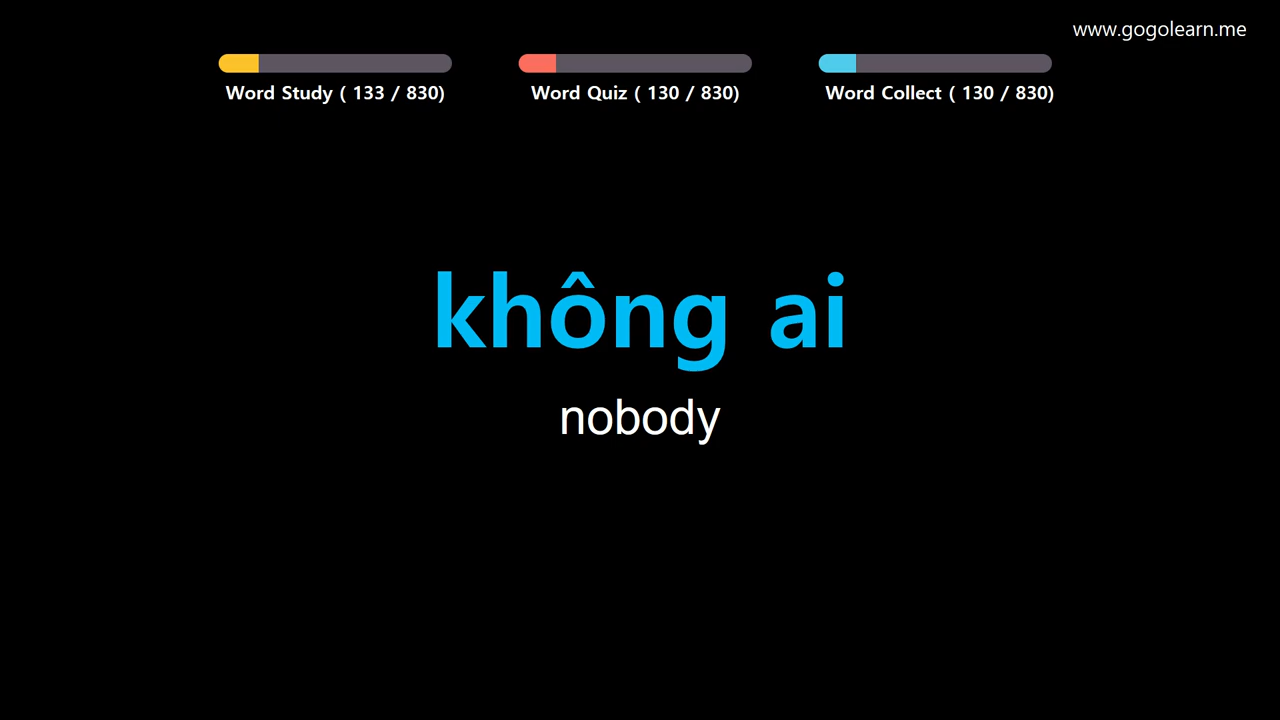 www.gogolearn.me
Word Study ( 133 / 830)
Word Quiz ( 130 / 830)
Word Collect ( 130 / 830)
không ai
nobody